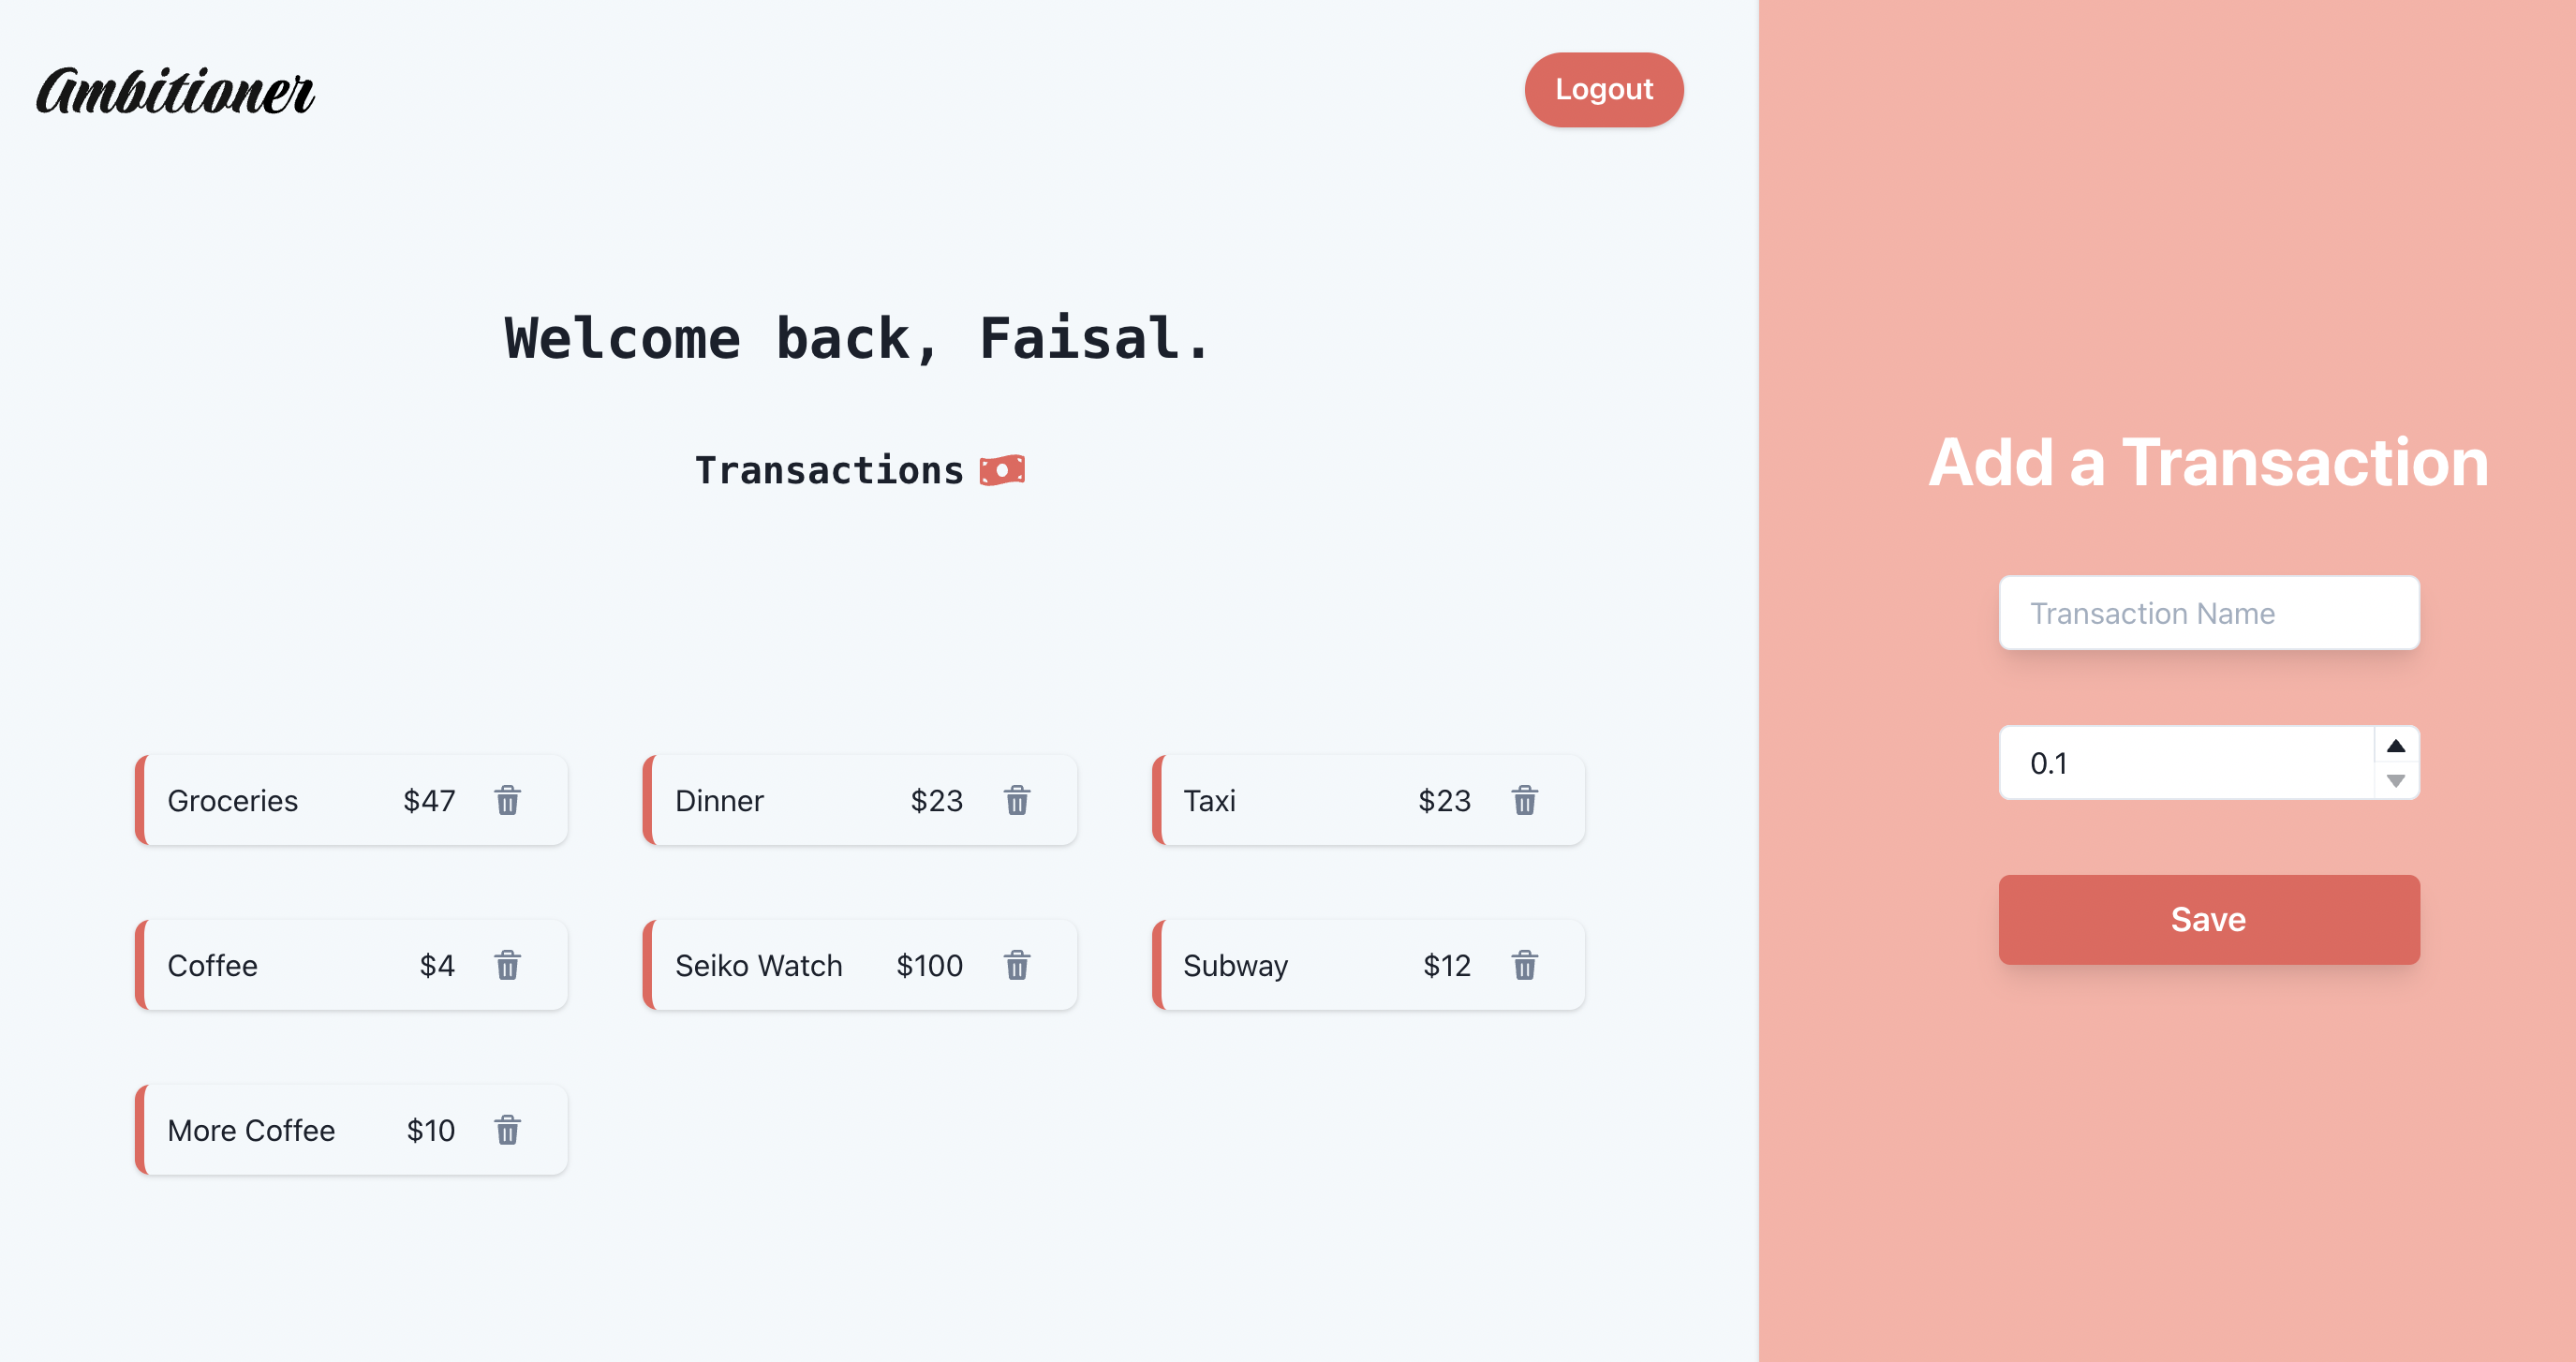 Ambitioner
Logout
Welcome back, Faisal.
Transactions
Groceries $47
Dinner $23
Taxi $23
Coffee $4
Seiko Watch $100
Subway $12
More Coffee $10
Add a Transaction
Transaction Name
0.1
Save